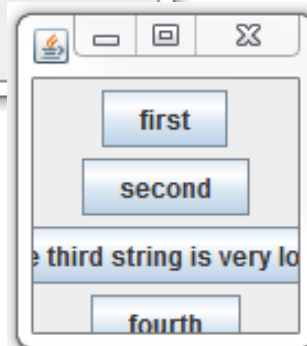 first
second
e third string is very lo
fourth